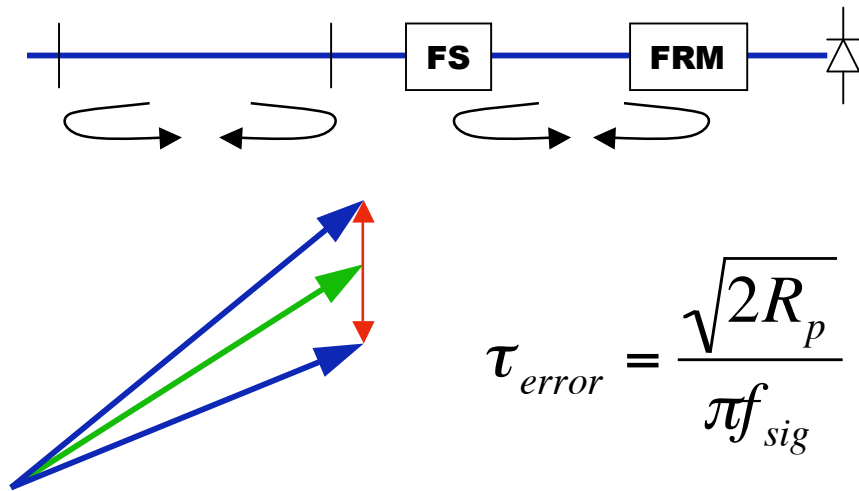 FS FRM
τ_error = √(2R_p) / (πf_sig)